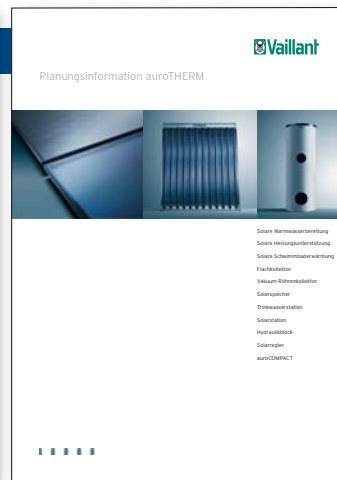 Vaillant
Planungsinformation auroTHERM
Solare Warmwasserbereitung
Solare Heizungsunterstützung
Solare Schwimmbaderwärmung
Flachkollektor
Vakuum-Röhrenkollektor
Solarspeicher
Trinkwasserstation
Solarstation
Hydraulikblock
Solarregler
auroCOMPACT